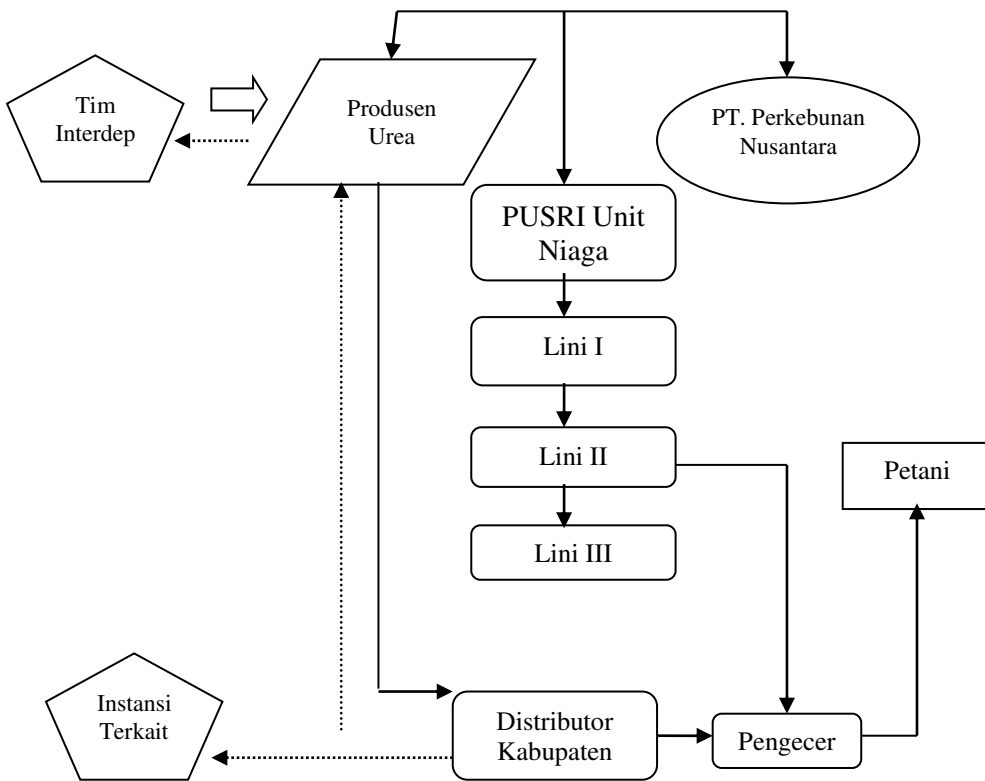 Tim
Interdep
Produsen
Urea
PT. Perkebunan
Nusantara
PUSRI Unit
Niaga
Lini I
Lini II
Petani
Lini III
Instansi
Terkait
Distributor
Kabupaten
Pengecer